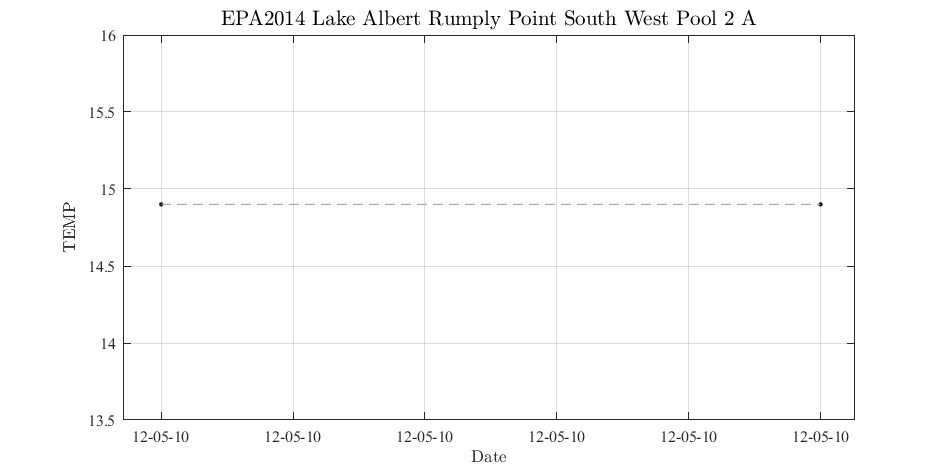 EPA2014 Lake Albert Rumply Point South West Pool 2 A
16
15.5
15
14.5
14
13.5
TEMP
12-05-10 12-05-10 12-05-10 12-05-10 12-05-10 12-05-10
Date